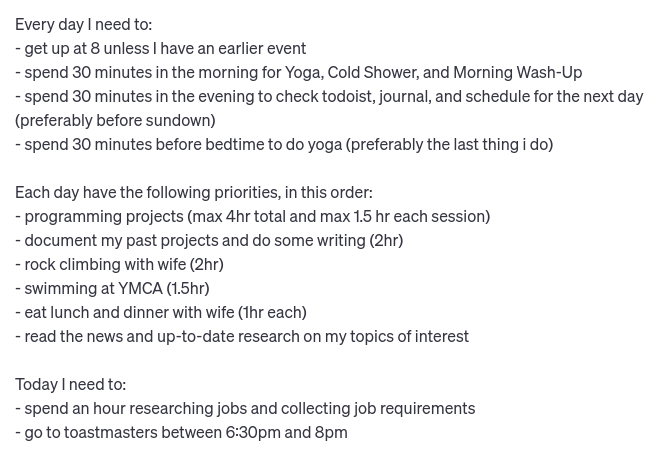 Every day I need to:
- get up at 8 unless I have an earlier event
- spend 30 minutes in the morning for Yoga, Cold Shower, and Morning Wash-Up
- spend 30 minutes in the evening to check todoist, journal, and schedule for the next day
(preferably before sundown)
- spend 30 minutes before bedtime to do yoga (preferably the last thing i do)

Each day have the following priorities, in this order:
- programming projects (max 4hr total and max 1.5 hr each session)
- document my past projects and do some writing (2hr)
- rock climbing with wife (2hr)
- swimming at YMCA (1.5hr)
- eat lunch and dinner with wife (1hr each)
- read the news and up-to-date research on my topics of interest

Today I need to:
- spend an hour researching jobs and collecting job requirements
- go to toastmasters between 6:30pm and 8pm